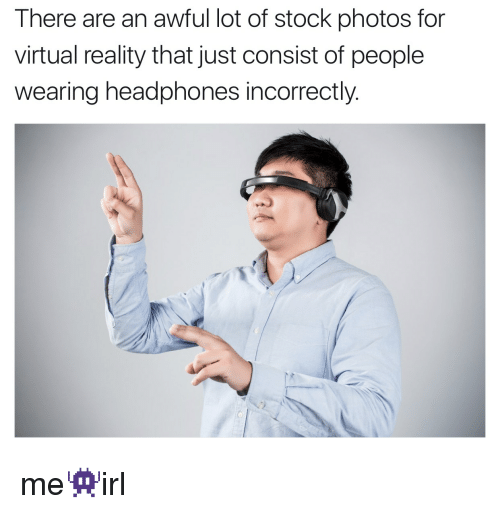 There are an awful lot of stock photos for
virtual reality that just consist of people
wearing headphones incorrectly.
me👾irl